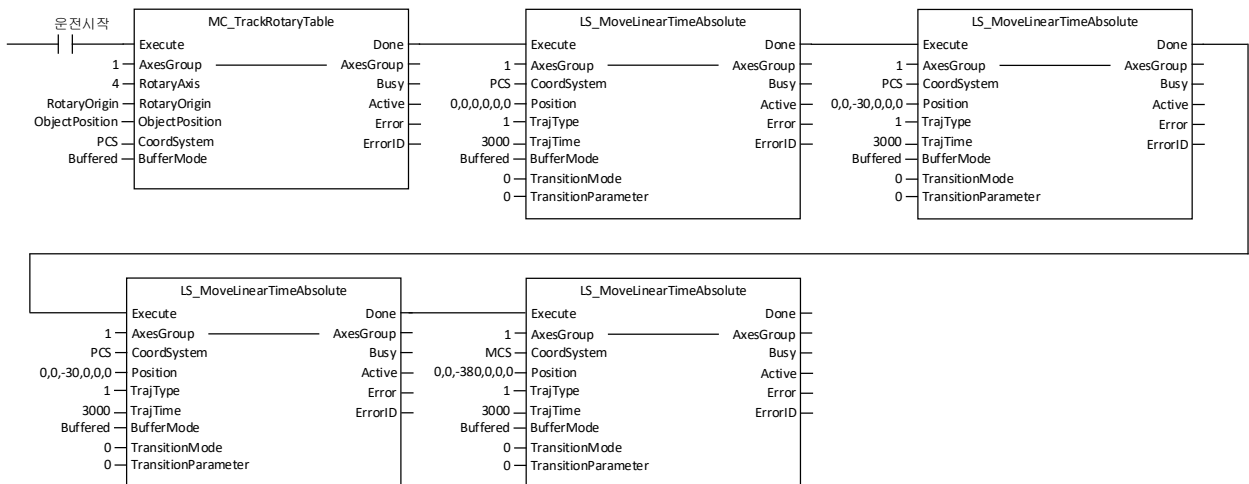 운전시작
MC_TrackRotaryTable
Execute Done
1 AxesGroup AxesGroup
4 RotaryAxis Busy
RotaryOrigin RotaryOrigin Active
ObjectPosition ObjectPosition Error
PCS CoordSystem ErrorID
Buffered BufferMode
LS_MoveLinearTimeAbsolute
Execute Done
1 AxesGroup AxesGroup
PCS CoordSystem Busy
0,0,0,0,0,0 Position Active
1 TrajType Error
3000 TrajTime ErrorID
Buffered BufferMode
0 TransitionMode
0 TransitionParameter
LS_MoveLinearTimeAbsolute
Execute Done
1 AxesGroup AxesGroup
PCS CoordSystem Busy
0,0,-30,0,0,0 Position Active
1 TrajType Error
3000 TrajTime ErrorID
Buffered BufferMode
0 TransitionMode
0 TransitionParameter
LS_MoveLinearTimeAbsolute
Execute Done
1 AxesGroup AxesGroup
PCS CoordSystem Busy
0,0,-30,0,0,0 Position Active
1 TrajType Error
3000 TrajTime ErrorID
Buffered BufferMode
0 TransitionMode
0 TransitionParameter
LS_MoveLinearTimeAbsolute
Execute Done
1 AxesGroup AxesGroup
MCS CoordSystem Busy
0,0,-380,0,0,0 Position Active
1 TrajType Error
3000 TrajTime ErrorID
Buffered BufferMode
0 TransitionMode
0 TransitionParameter